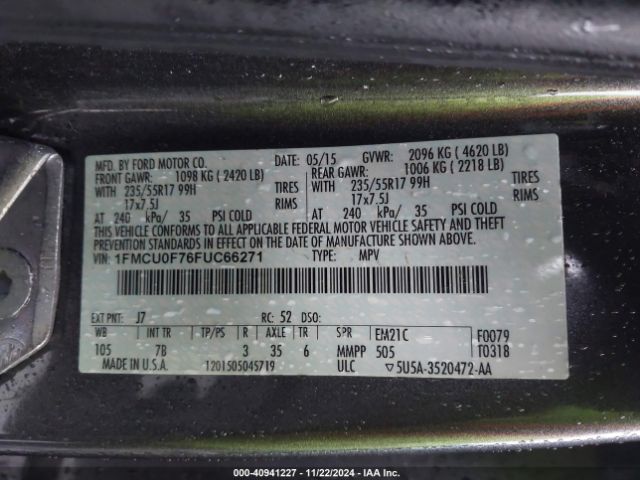 MFD. BY FORD MOTOR CO.
DATE: 05/15 GVWR: 2096 KG ( 4620 LB)
FRONT GAWR: 1098 KG ( 2420 LB) REAR GAWR: 1006 KG ( 2218 LB)
WITH 235/55R17 99H TIRES WITH 235/55R17 99H TIRES
17x7.5J RIMS 17x7.5J RIMS
AT 240 kPa/ 35 PSI COLD AT 240 kPa/ 35 PSI COLD
THIS VEHICLE CONFORMS TO ALL APPLICABLE FEDERAL MOTOR VEHICLE SAFETY AND THEFT
PREVENTION STANDARDS IN EFFECT ON THE DATE OF MANUFACTURE SHOWN ABOVE.
VIN: 1FMCU0F76FUC66271 TYPE: MPV
EXT PNT: J7 RC: 52 DSO:
WB INT TR TP/PS R AXLE TR SPR EM21C F0079
105 7B 3 35 6 MMPP 505 T0318
MADE IN U.S.A. 1201505045719 ULC ▽5U5A-3520472-AA
000-40941227 - 11/22/2024 - IAA Inc.